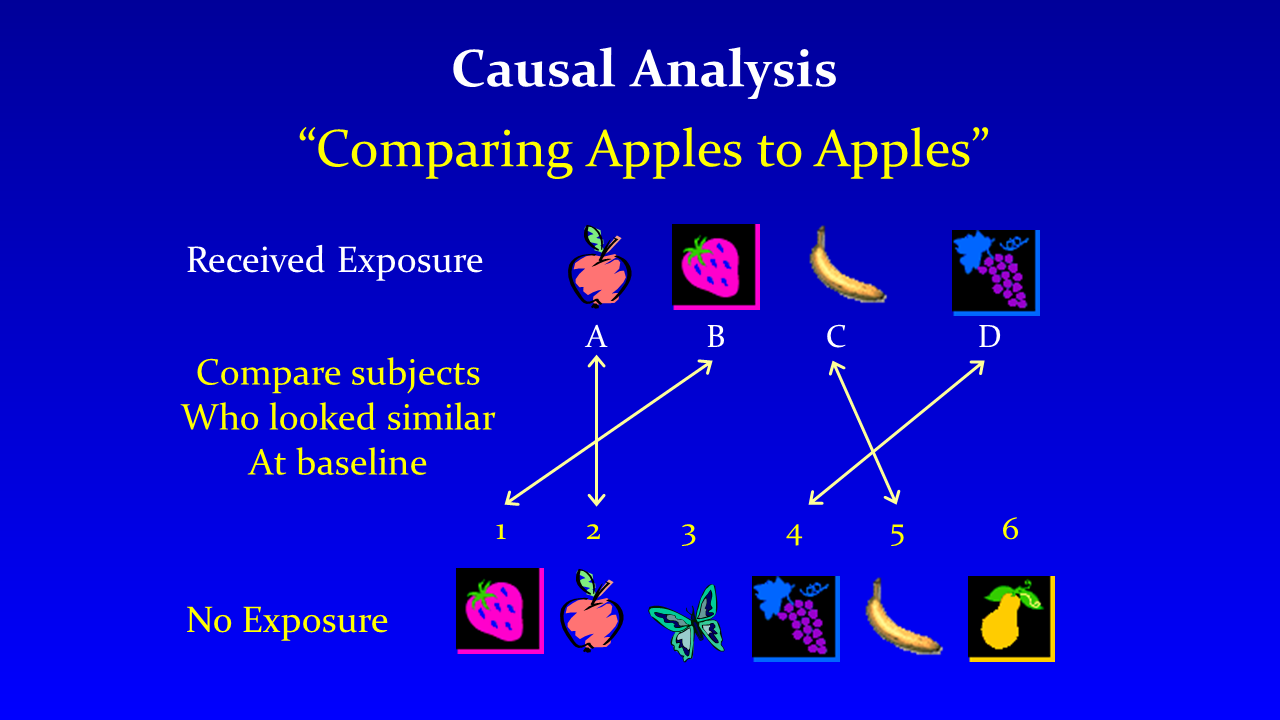 Causal Analysis
“Comparing Apples to Apples”
Received Exposure
A B C D
Compare subjects
Who looked similar
At baseline
1 2 3 4 5 6
No Exposure